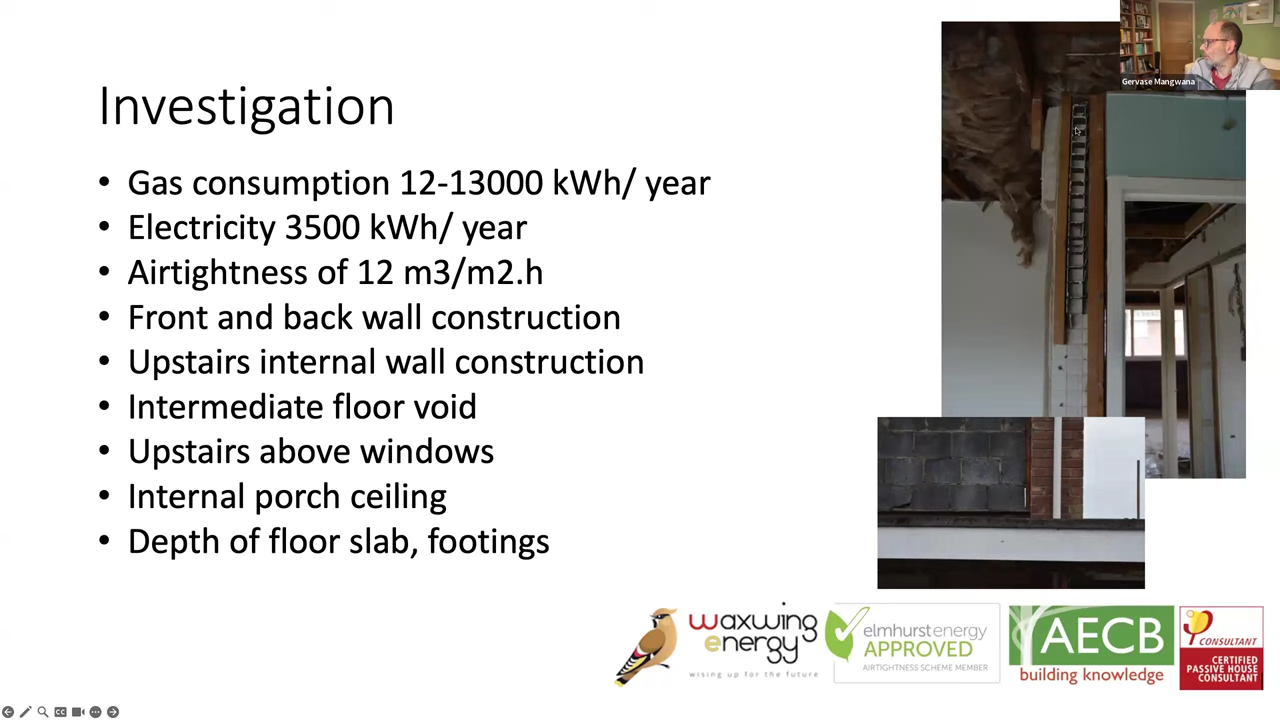 Gervase Mangwana
Investigation
• Gas consumption 12-13000 kWh/ year
• Electricity 3500 kWh/ year
• Airtightness of 12 m3/m2.h
• Front and back wall construction
• Upstairs internal wall construction
• Intermediate floor void
• Upstairs above windows
• Internal porch ceiling
• Depth of floor slab, footings
waxwing
energy
wising up for the future
elmhurst energy
APPROVED
AIRTIGHTNESS SCHEME MEMBER
AECB
building knowledge
CONSULTANT
CERTIFIED
PASSIVE HOUSE
CONSULTANT